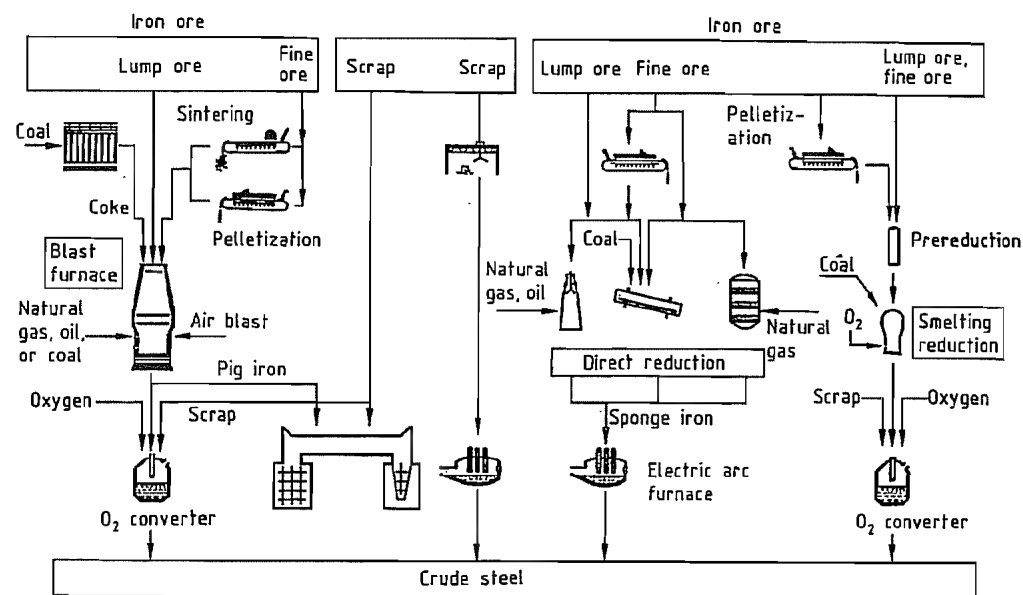 Iron ore
Lump ore
Fine
ore
Scrap
Scrap
Iron ore
Lump ore
Fine ore
Lump ore,
fine ore
Coal
Sintering
Coke
Pelletization
Blast
furnace
Natural
gas, oil,
or coal
Air blast
Pig iron
Oxygen
Scrap
O₂ converter
Pelletiz-
ation
Coal
Natural
gas, oil
Natural
gas
Direct reduction
Sponge iron
Electric arc
furnace
Prereduction
Coal
O₂
Smelting
reduction
Scrap
Oxygen
O₂ converter
Crude steel